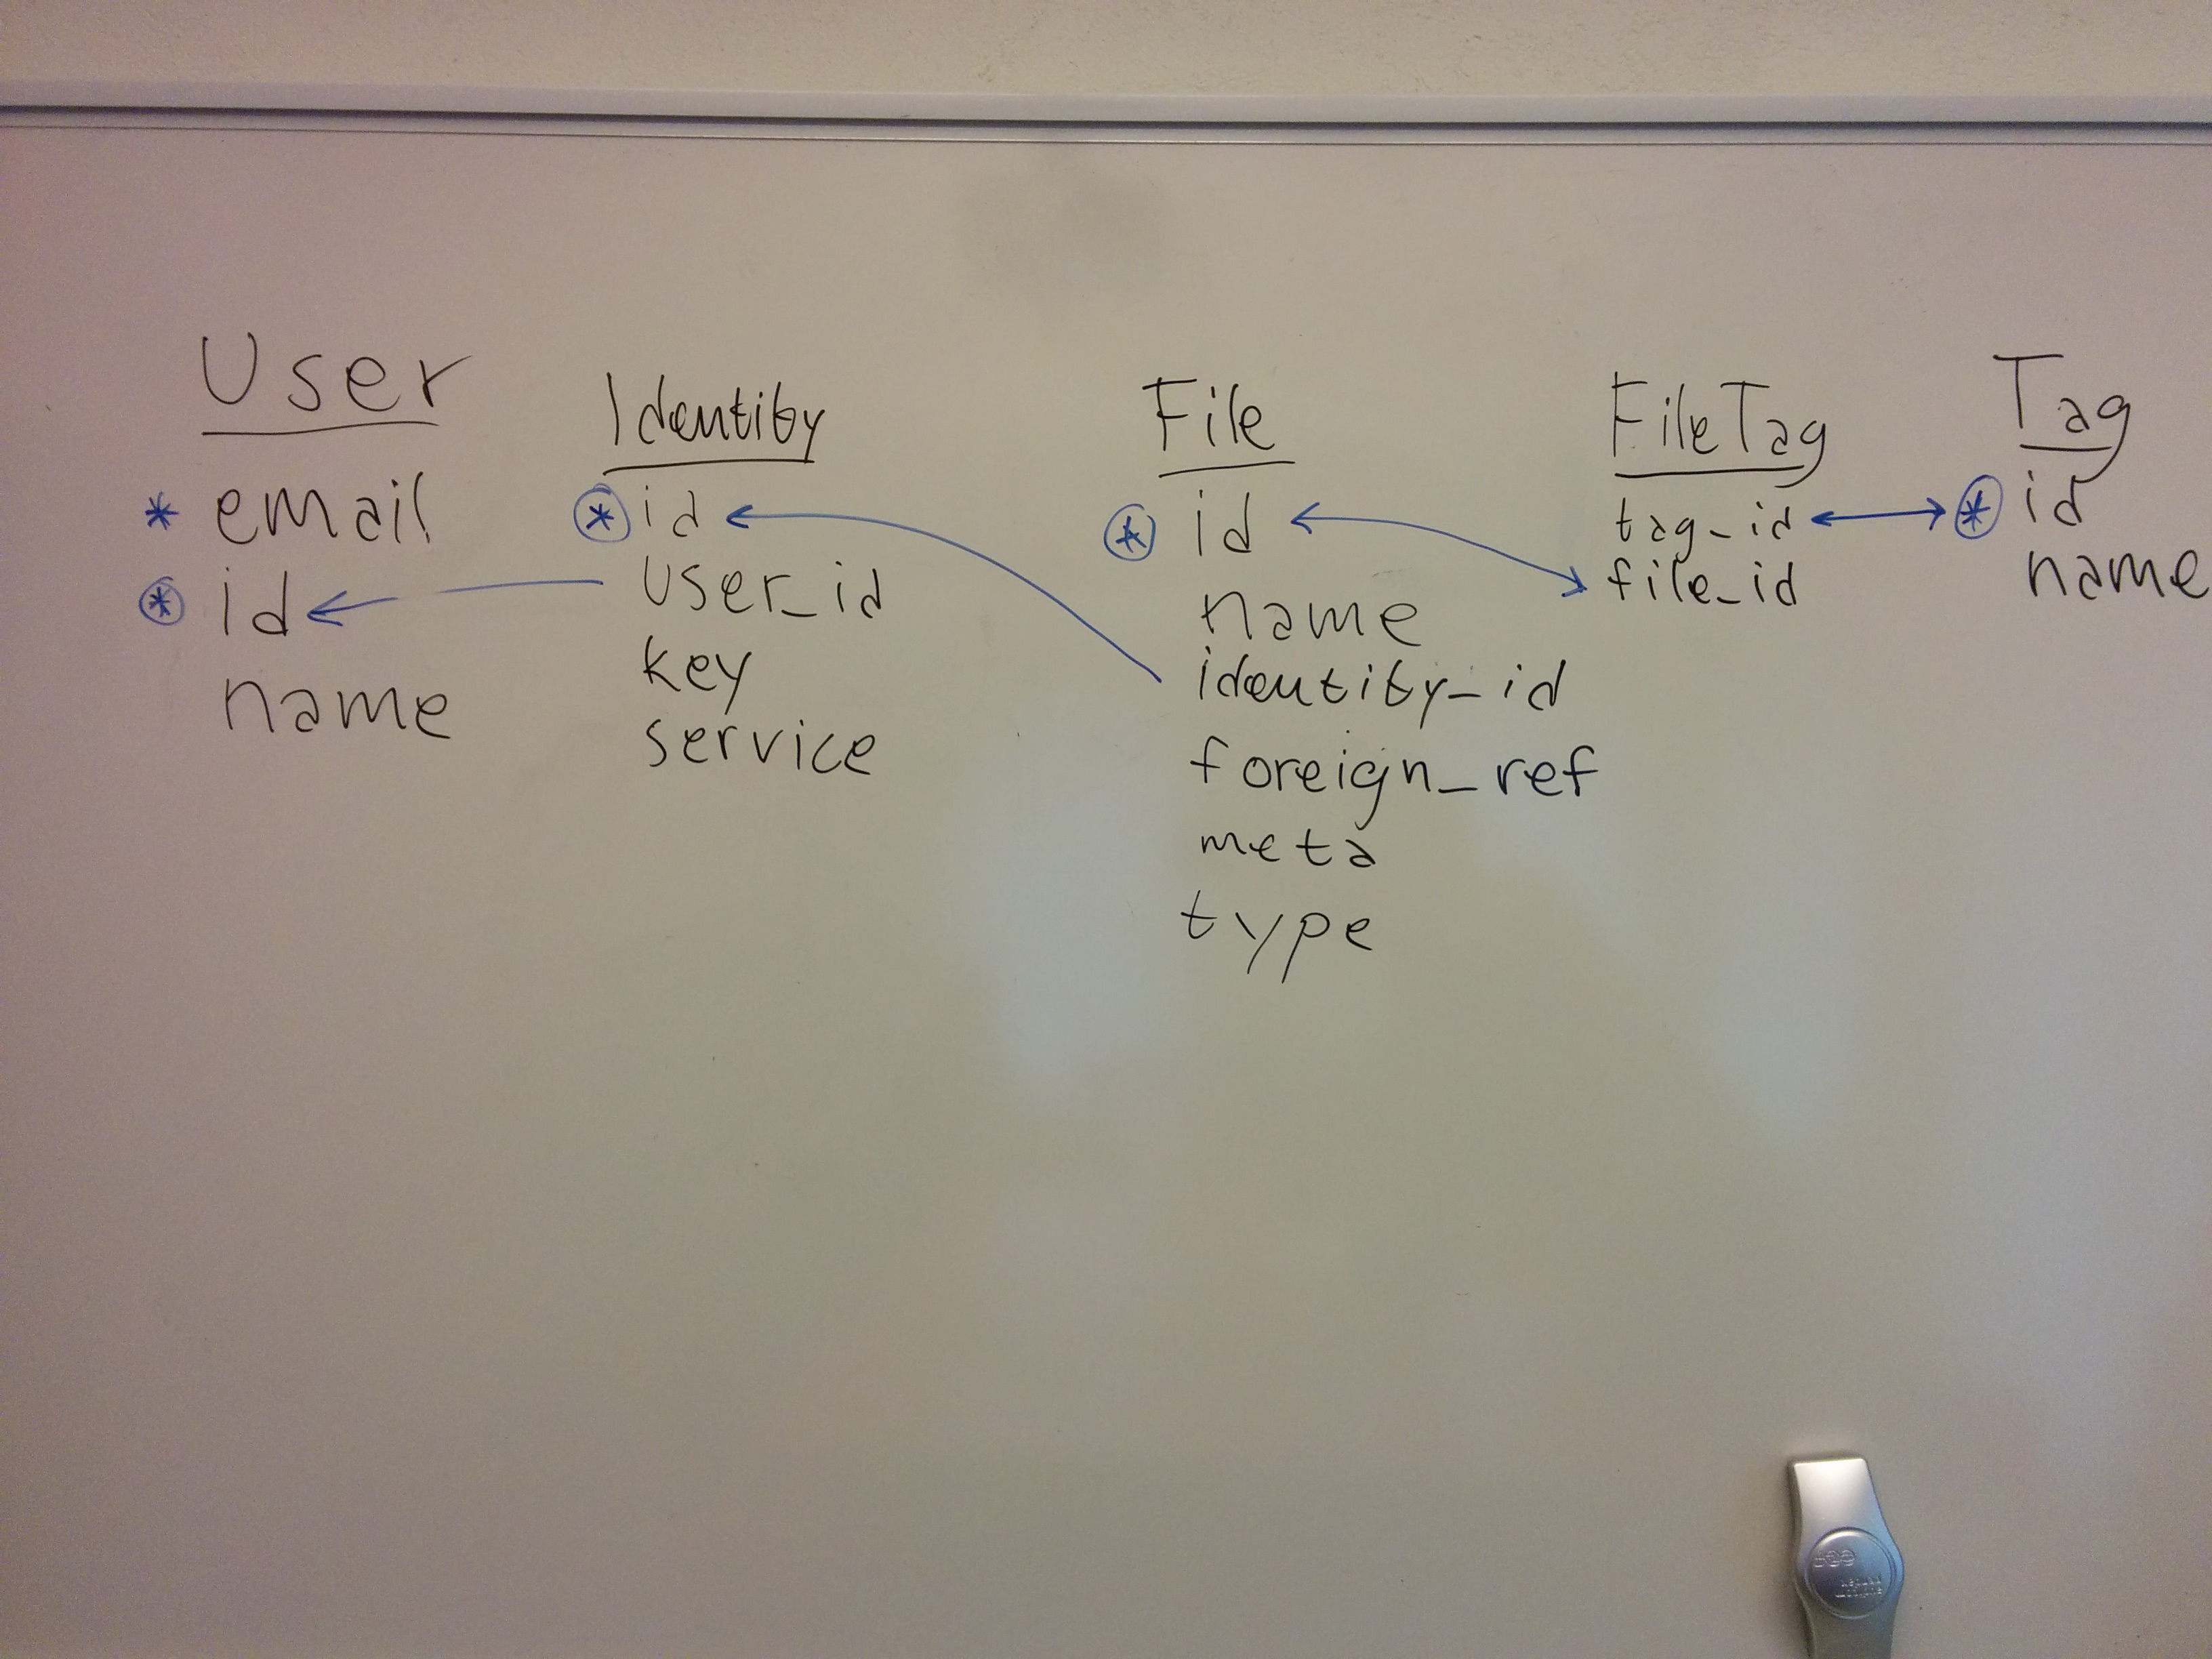 User
* email
* id
name
Identity
* id
user_id
key
service
File
* id
name
identity_id
foreign_ref
meta
type
FileTag
tag_id
file_id
Tag
* id
name